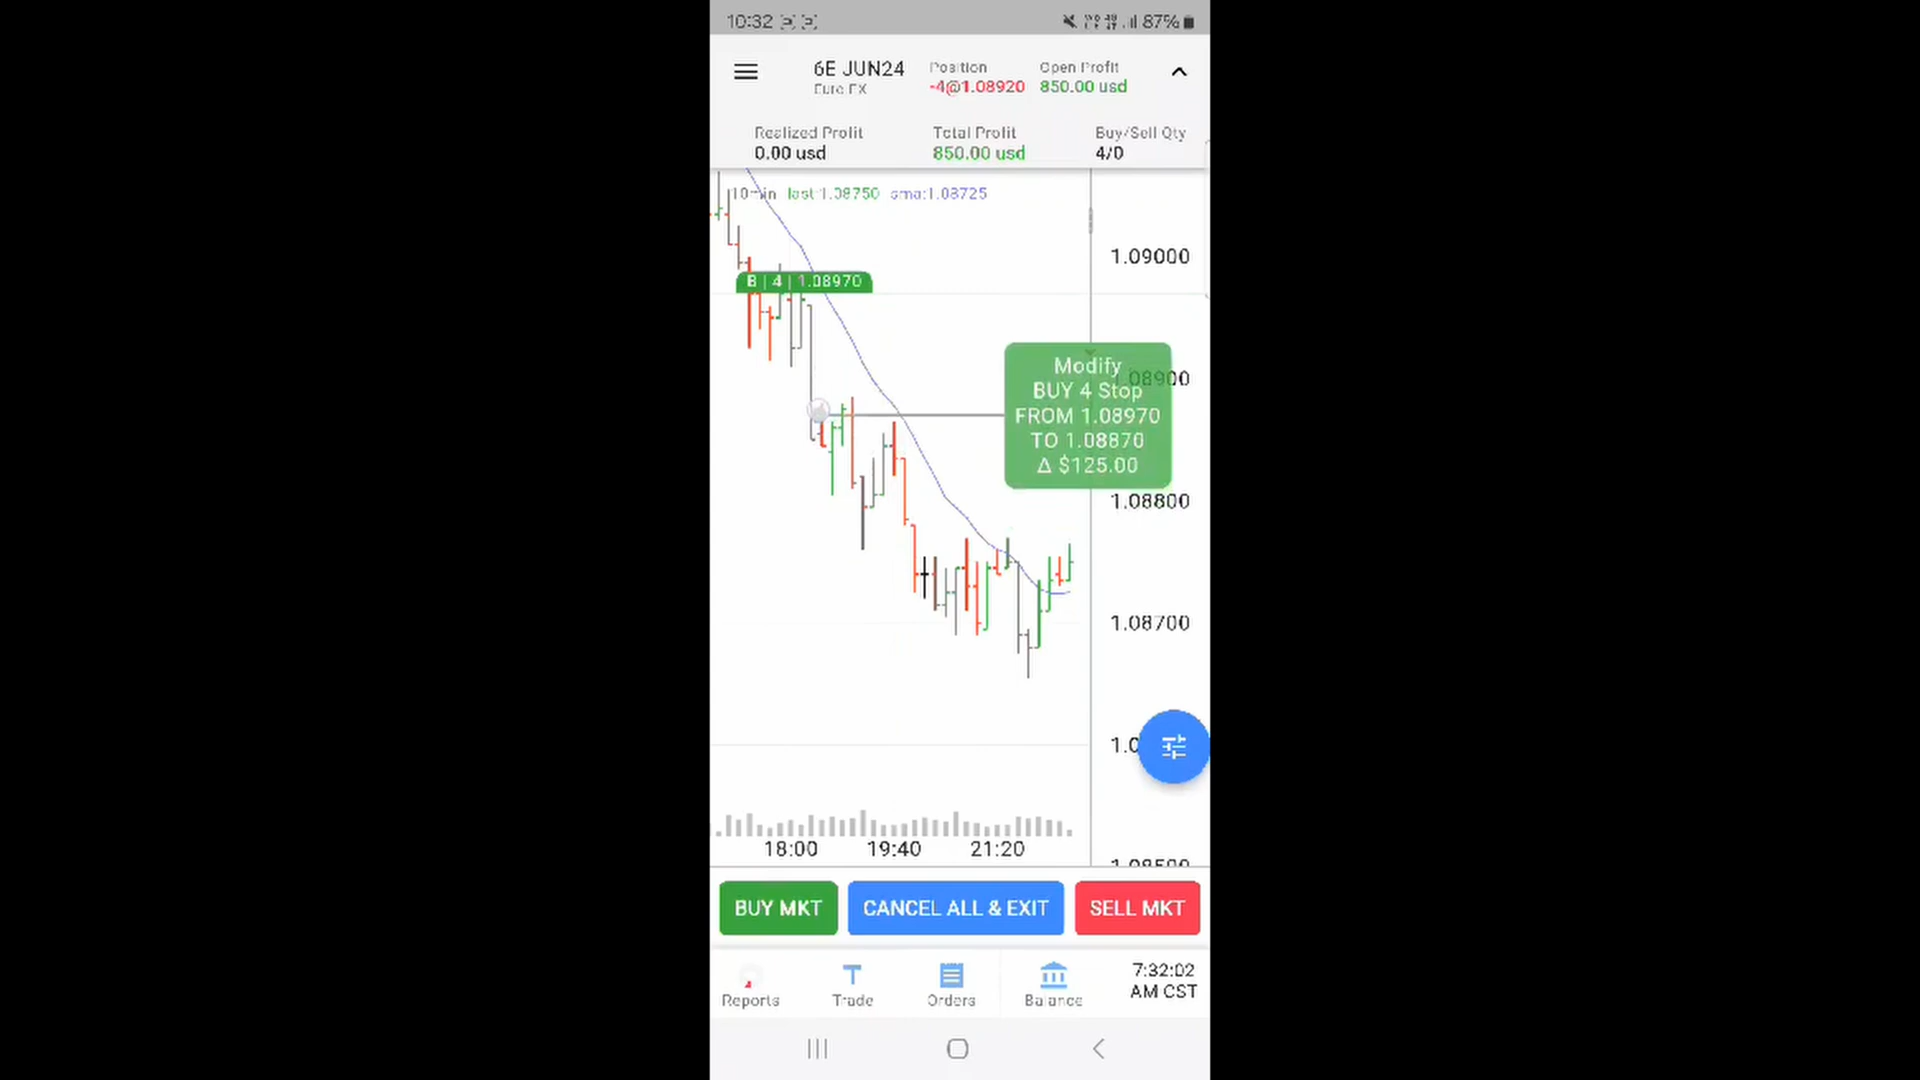 10:32 87%
6E JUN24 Position Open Profit
Euro FX -4@1.08920 850.00 usd
Realized Profit Total Profit Buy/Sell Qty
0.00 usd 850.00 usd 4/0
10min last:1.08750 sma:1.08725
1.09000
B | 4 | 1.08970
Modify
1.08900
BUY 4 Stop
FROM 1.08970
TO 1.08870
Δ $125.00
1.08800
1.08700
18:00 19:40 21:20
BUY MKT CANCEL ALL & EXIT SELL MKT
7:32:02
AM CST
Reports Trade Orders Balance